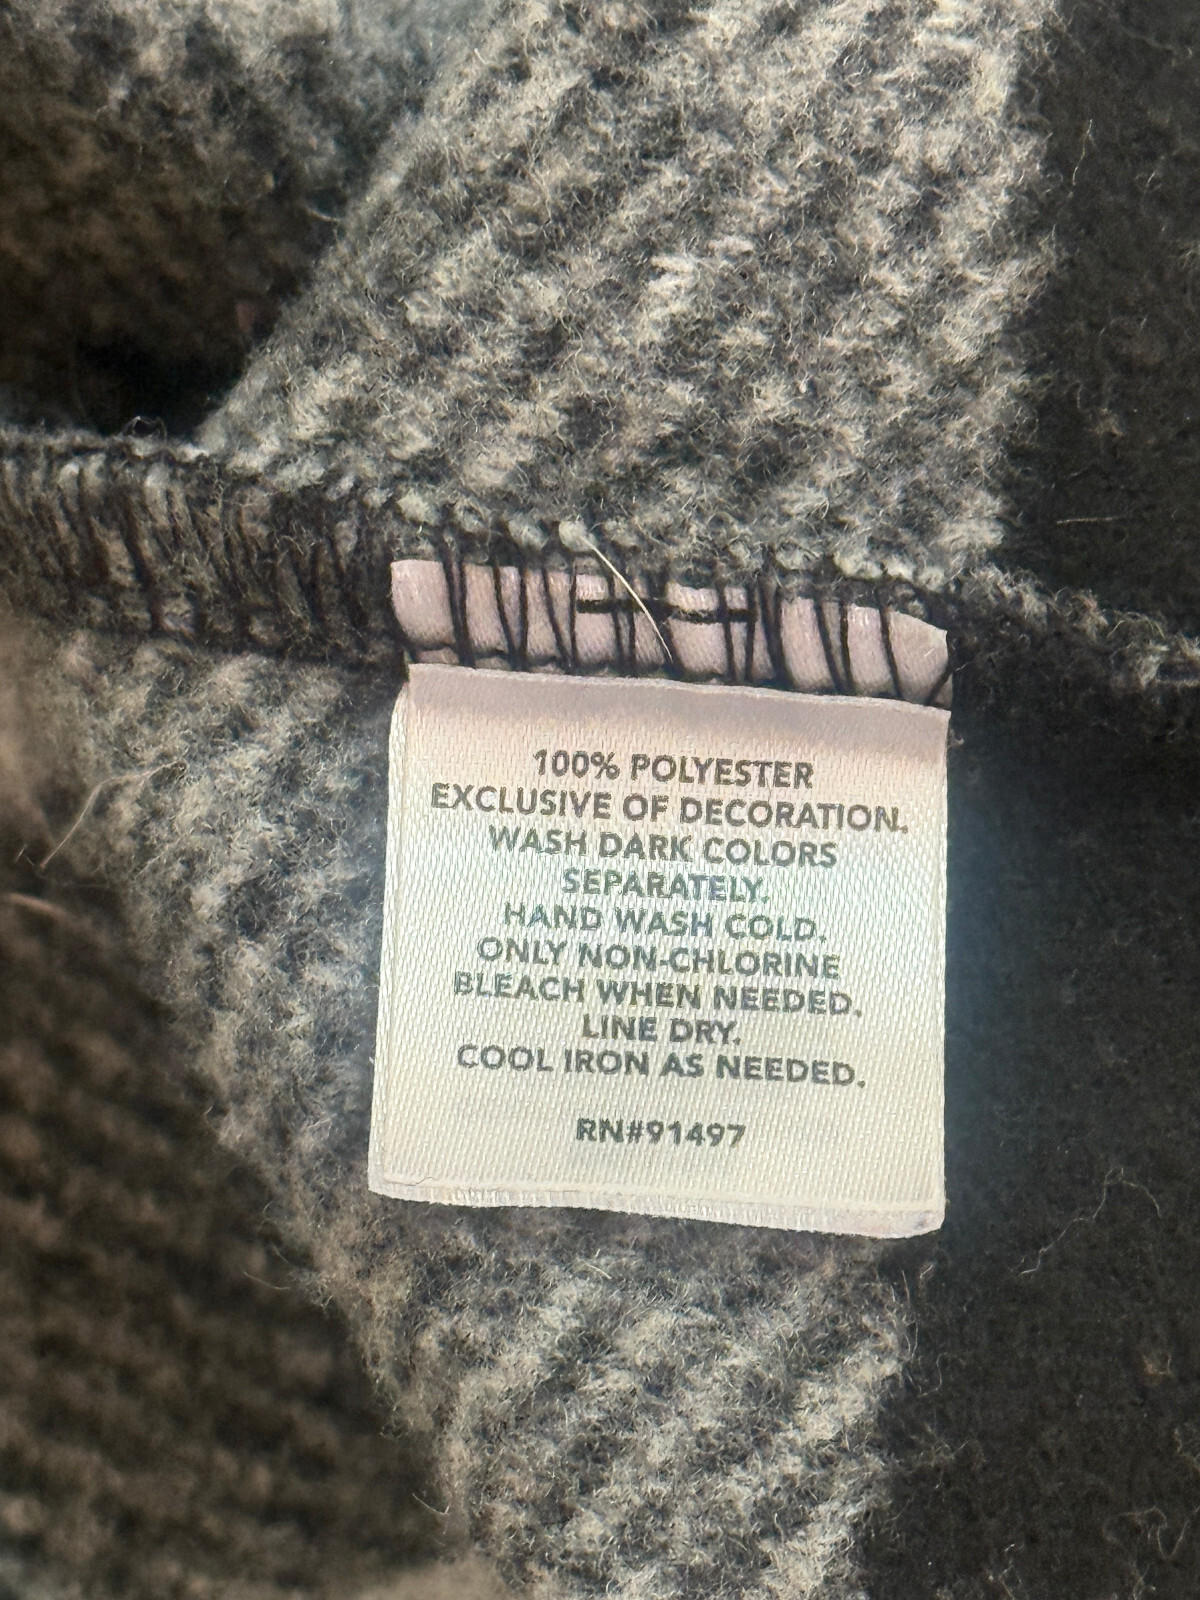 100% POLYESTER
EXCLUSIVE OF DECORATION.
WASH DARK COLORS
SEPARATELY.
HAND WASH COLD.
ONLY NON-CHLORINE
BLEACH WHEN NEEDED.
LINE DRY.
COOL IRON AS NEEDED.
RN#91497